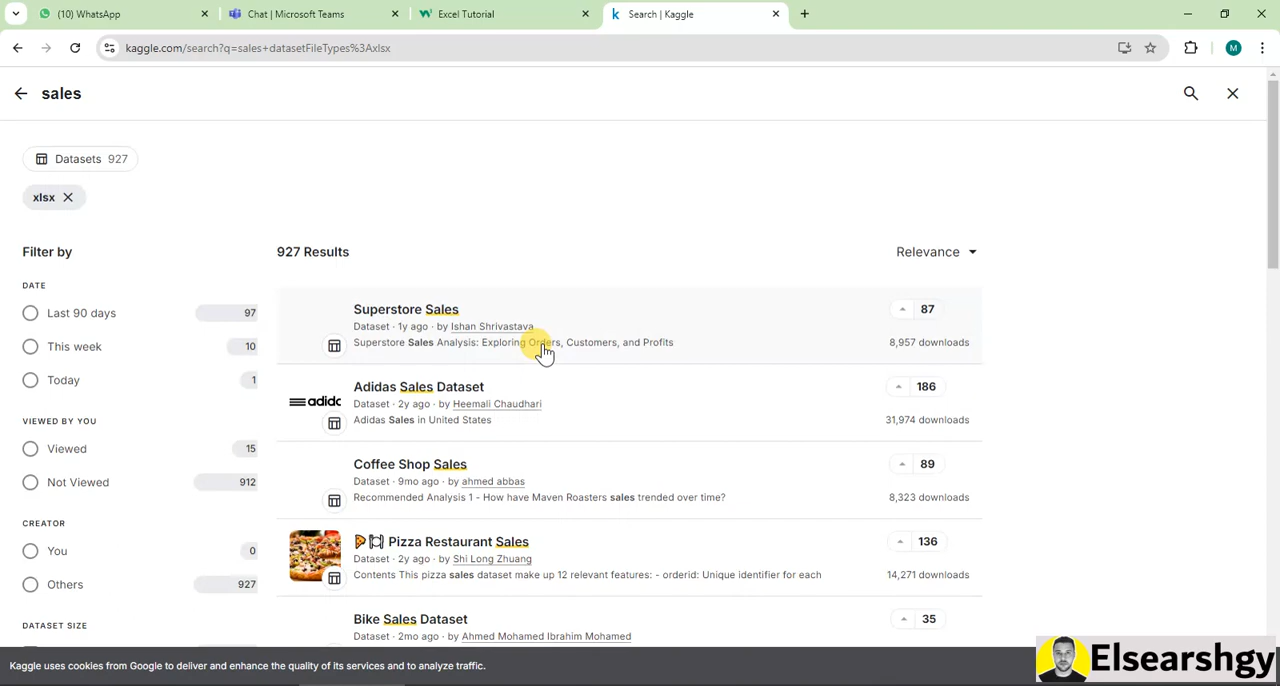 (10) WhatsApp
Chat | Microsoft Teams
Excel Tutorial
Search | Kaggle
kaggle.com/search?q=sales+datasetFileTypes%3Axlsx
M
sales
Datasets 927
xlsx
Filter by
927 Results
Relevance
DATE
Last 90 days 97
This week 10
Today 1
VIEWED BY YOU
Viewed 15
Not Viewed 912
CREATOR
You 0
Others 927
DATASET SIZE
Superstore Sales
87
Dataset · 1y ago · by Ishan Shrivastava
Superstore Sales Analysis: Exploring Orders, Customers, and Profits
8,957 downloads
adidas
Adidas Sales Dataset
186
Dataset · 2y ago · by Heemali Chaudhari
Adidas Sales in United States
31,974 downloads
Coffee Shop Sales
89
Dataset · 9mo ago · by ahmed abbas
Recommended Analysis 1 - How have Maven Roasters sales trended over time?
8,323 downloads
🍕🍽️ Pizza Restaurant Sales
136
Dataset · 2y ago · by Shi Long Zhuang
Contents This pizza sales dataset make up 12 relevant features: - orderid: Unique identifier for each
14,271 downloads
Bike Sales Dataset
35
Dataset · 2mo ago · by Ahmed Mohamed Ibrahim Mohamed
Kaggle uses cookies from Google to deliver and enhance the quality of its services and to analyze traffic.
Elsearshgy